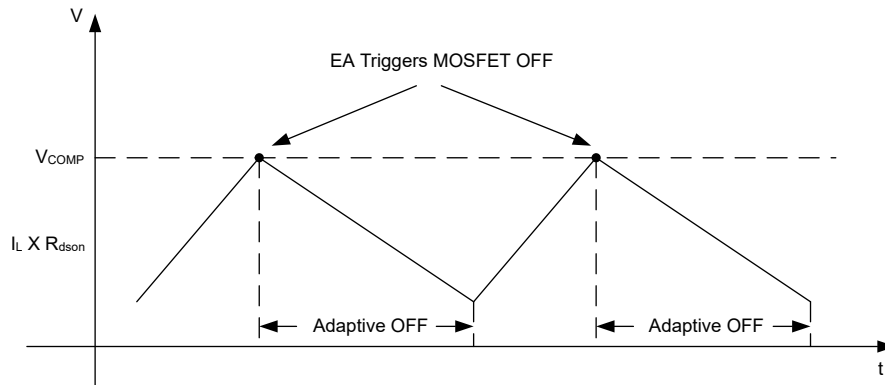 V
EA Triggers MOSFET OFF
VCOMP
IL X Rdson
Adaptive OFF
Adaptive OFF
t